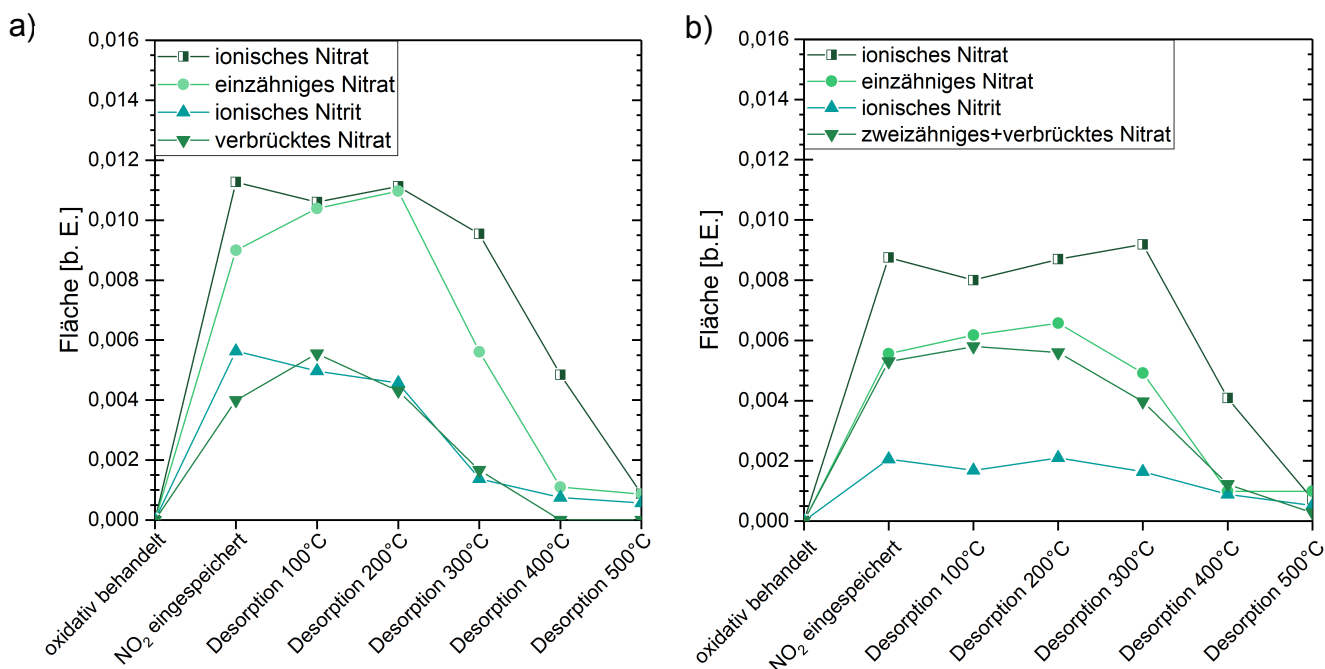 a)
Fläche [b. E.]
0,016
0,014
0,012
0,010
0,008
0,006
0,004
0,002
0,000
ionisches Nitrat
einzähniges Nitrat
ionisches Nitrit
verbrücktes Nitrat
oxidativ behandelt
NO₂ eingespeichert
Desorption 100°C
Desorption 200°C
Desorption 300°C
Desorption 400°C
Desorption 500°C
b)
Fläche [b.E.]
0,016
0,014
0,012
0,010
0,008
0,006
0,004
0,002
0,000
ionisches Nitrat
einzähniges Nitrat
ionisches Nitrit
zweizähniges+verbrücktes Nitrat
oxidativ behandelt
NO₂ eingespeichert
Desorption 100°C
Desorption 200°C
Desorption 300°C
Desorption 400°C
Desorption 500°C